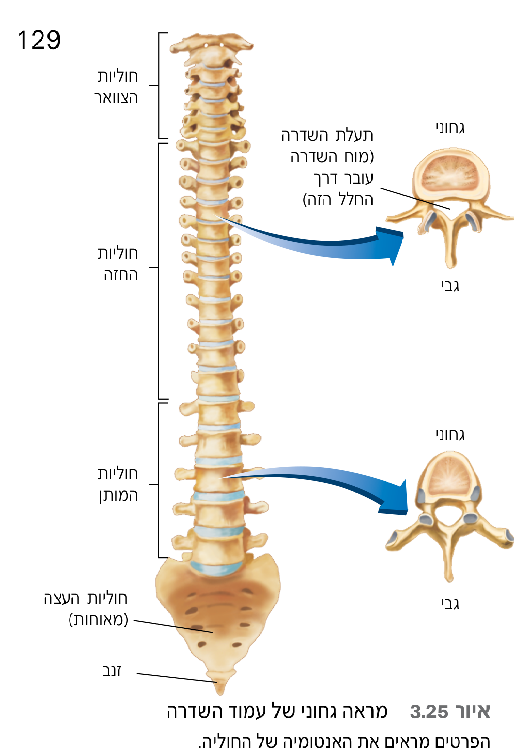 129
חוליות
הצוואר
תעלת השדרה
(מוח השדרה
עובר דרך
החלל הזה)
גחוני
גבי
חוליות
החזה
גחוני
חוליות
המותן
גבי
חוליות העצה
(מאוחות)
זנב
איור 3.25 מראה גחוני של עמוד השדרה
הפרטים מראים את האנטומיה של החוליה.